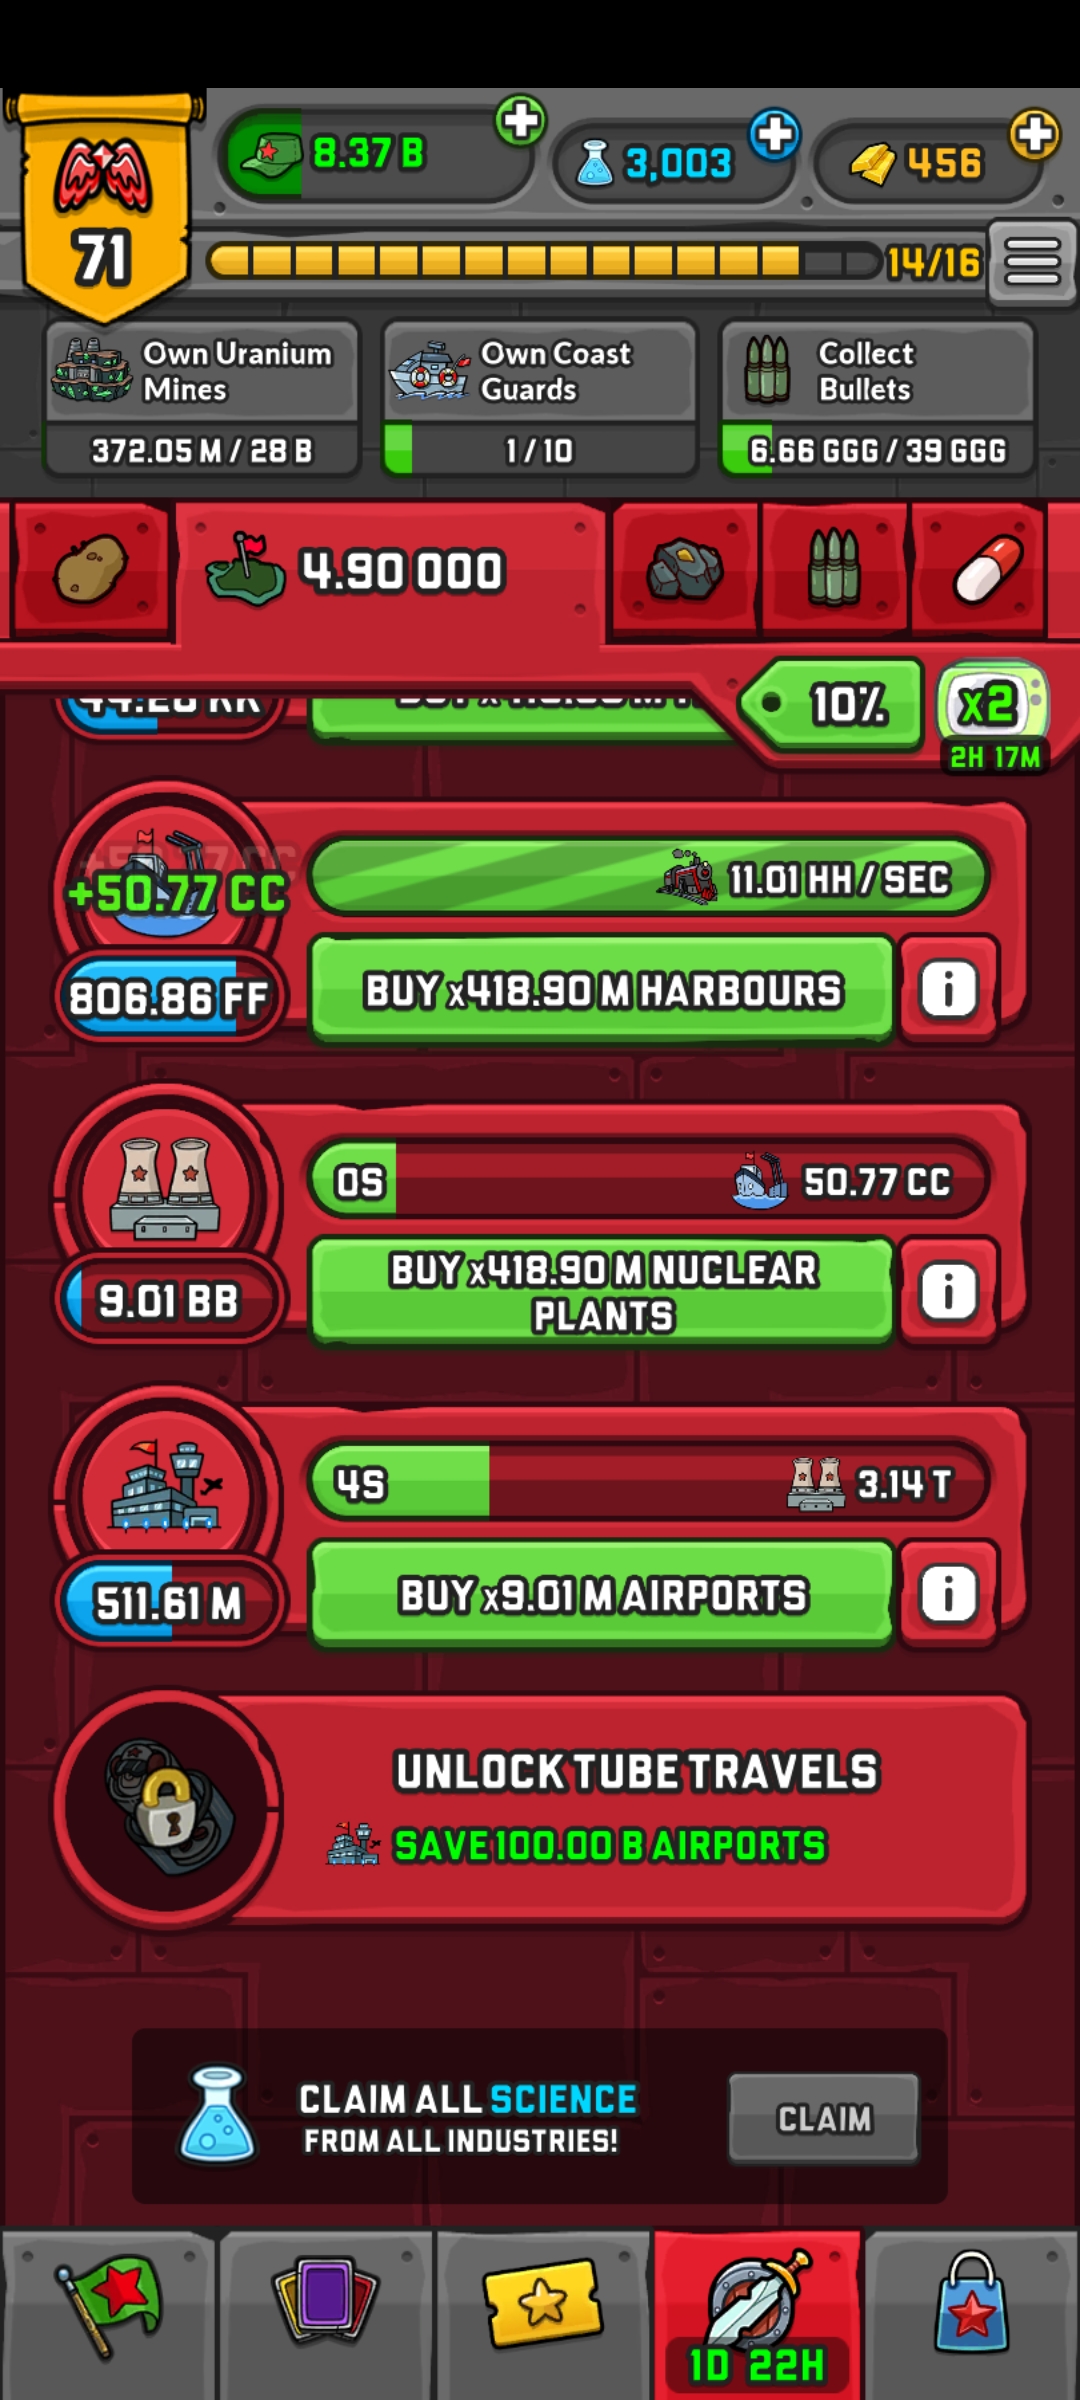 8.37 B
3,003
456
71
14/16
Own Uranium
Mines
372.05 M / 28 B
Own Coast
Guards
1 / 10
Collect
Bullets
6.66 GGG / 39 GGG
4.90 000
10%
x2
2H 17M
+50.77 CC
11.01 HH / SEC
806.86 FF
BUY x418.90 M HARBOURS
i
0S
50.77 CC
9.01 BB
BUY x418.90 M NUCLEAR
PLANTS
i
4S
3.14 T
511.61 M
BUY x9.01 M AIRPORTS
i
UNLOCK TUBE TRAVELS
SAVE 100.00 B AIRPORTS
CLAIM ALL SCIENCE
FROM ALL INDUSTRIES!
CLAIM
1D 22H